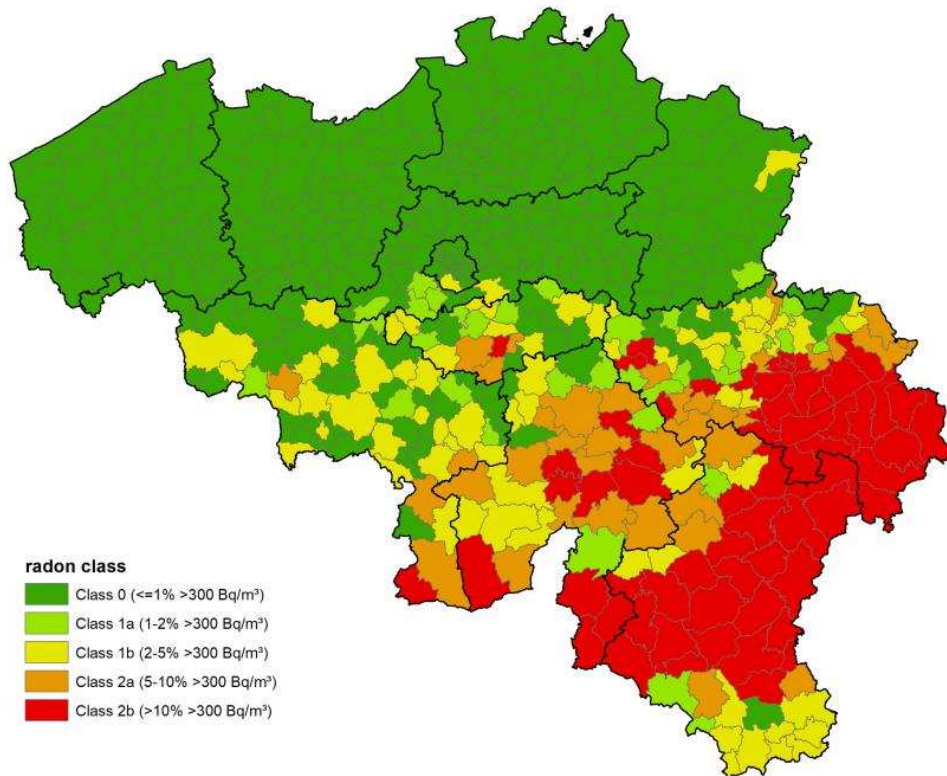 radon class
Class 0 (<=1% >300 Bq/m³)
Class 1a (1-2% >300 Bq/m³)
Class 1b (2-5% >300 Bq/m³)
Class 2a (5-10% >300 Bq/m³)
Class 2b (>10% >300 Bq/m³)